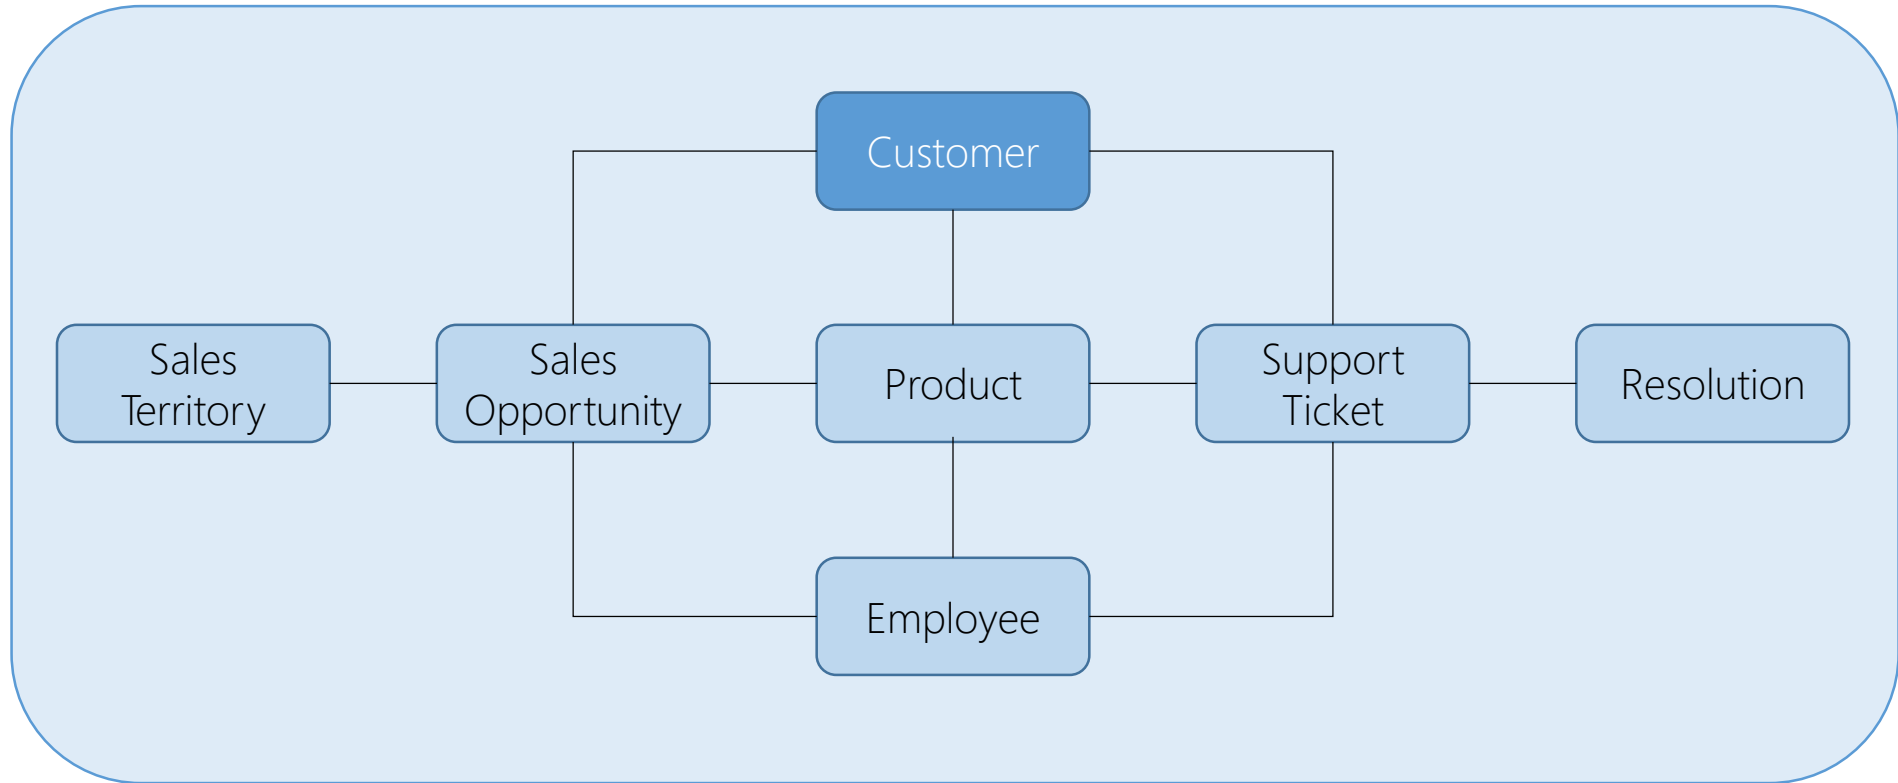 Customer
Sales
Territory
Sales
Opportunity
Product
Support
Ticket
Resolution
Employee